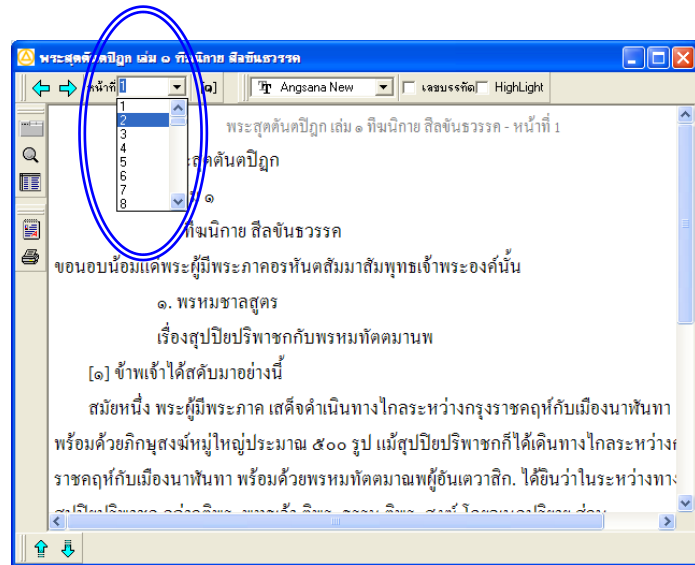 พระสุตตันตปิฎก เล่ม ๑ ทีฆนิกาย สีลขันธวรรค
หน้าที่ 1 [๑] Angsana New เลขบรรทัด HighLight
1
2
3
4
5
6
7
8
พระสุตตันตปิฎก เล่ม ๑ ทีฆนิกาย สีลขันธวรรค - หน้าที่ 1
สุตตันตปิฎก
๑
ทีฆนิกาย สีลขันธวรรค
ขอนอบน้อมแด่พระผู้มีพระภาคอรหันตสัมมาสัมพุทธเจ้าพระองค์นั้น
๑. พรหมชาลสูตร
เรื่องสุปปิยปริพาชกกับพรหมทัตตมานพ
[๑] ข้าพเจ้าได้สดับมาอย่างนี้
สมัยหนึ่ง พระผู้มีพระภาค เสด็จดำเนินทางไกลระหว่างกรุงราชคฤห์กับเมืองนาฬันทา
พร้อมด้วยภิกษุสงฆ์หมู่ใหญ่ประมาณ ๕๐๐ รูป แม้สุปปิยปริพาชกก็ได้เดินทางไกลระหว่าง
ราชคฤห์กับเมืองนาฬันทา พร้อมด้วยพรหมทัตตมาณพผู้อันเตวาสิก. ได้ยินว่าในระหว่างทาง